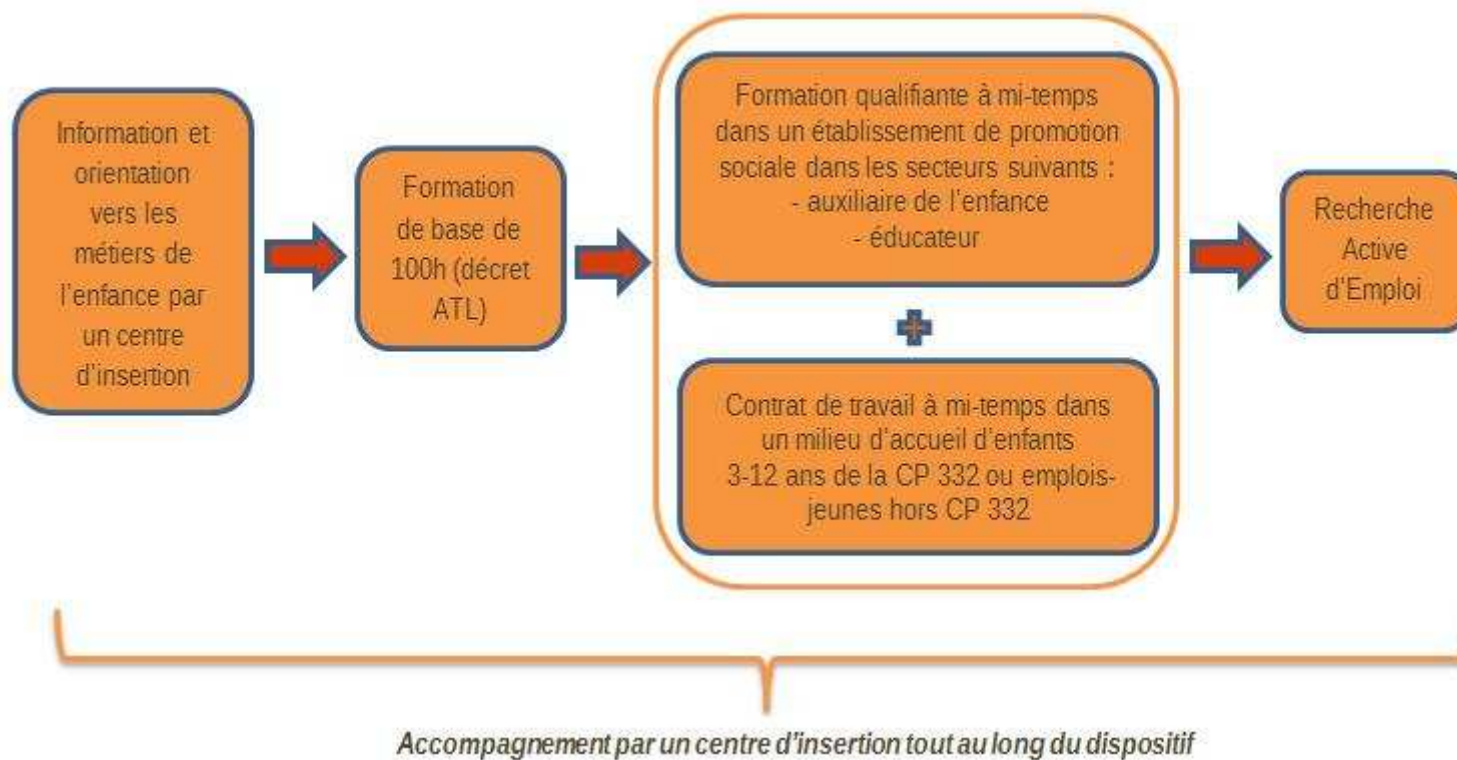 Information et
orientation
vers les
métiers de
l'enfance par
un centre
d'insertion
Formation
de base de
100h (décret
ATL)
Formation qualifiante à mi-temps
dans un établissement de promotion
sociale dans les secteurs suivants :
- auxiliaire de l'enfance
- éducateur
Contrat de travail à mi-temps dans
un milieu d'accueil d'enfants
3-12 ans de la CP 332 ou emplois-
jeunes hors CP 332
Recherche
Active
d'Emploi
Accompagnement par un centre d'insertion tout au long du dispositif